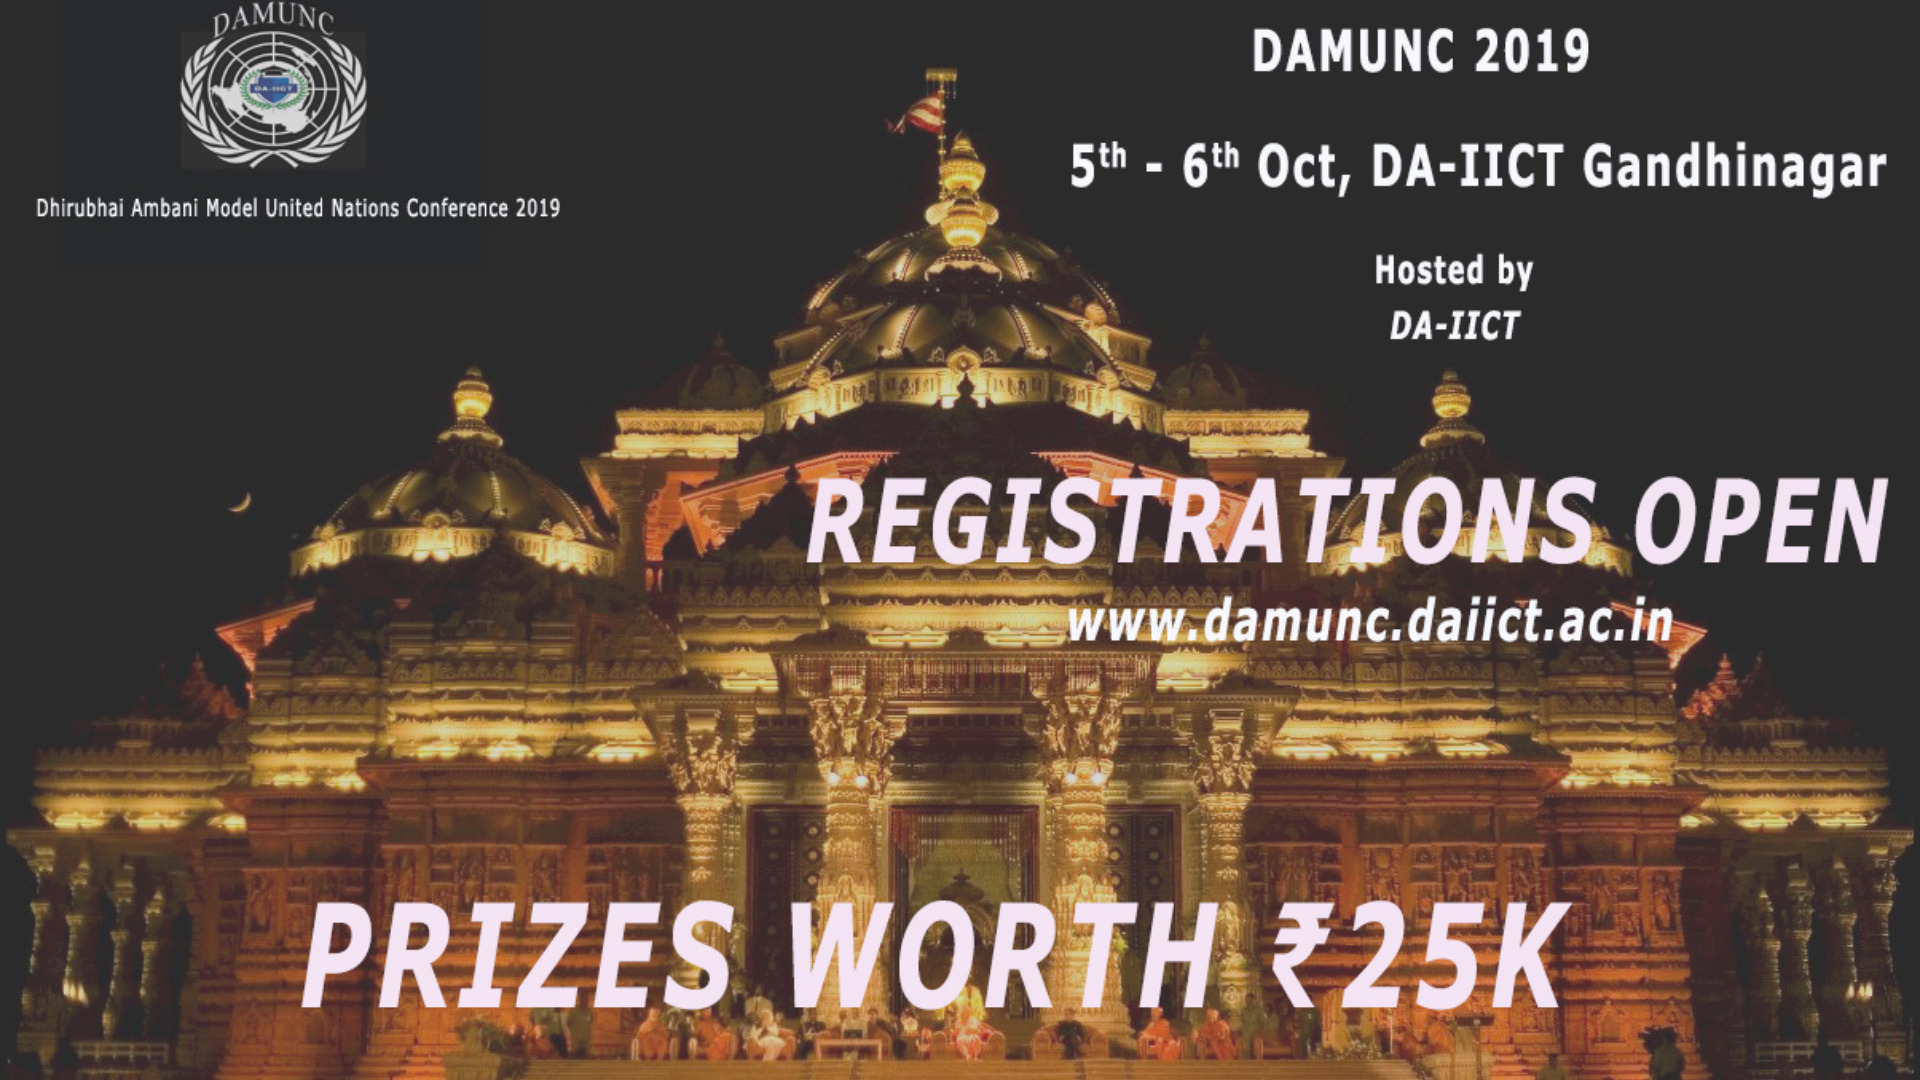 DAMUNC
DA-IICT
Dhirubhai Ambani Model United Nations Conference 2019
DAMUNC 2019
5th - 6th Oct, DA-IICT Gandhinagar
Hosted by
DA-IICT
REGISTRATIONS OPEN
www.damunc.daiict.ac.in
PRIZES WORTH ₹25K